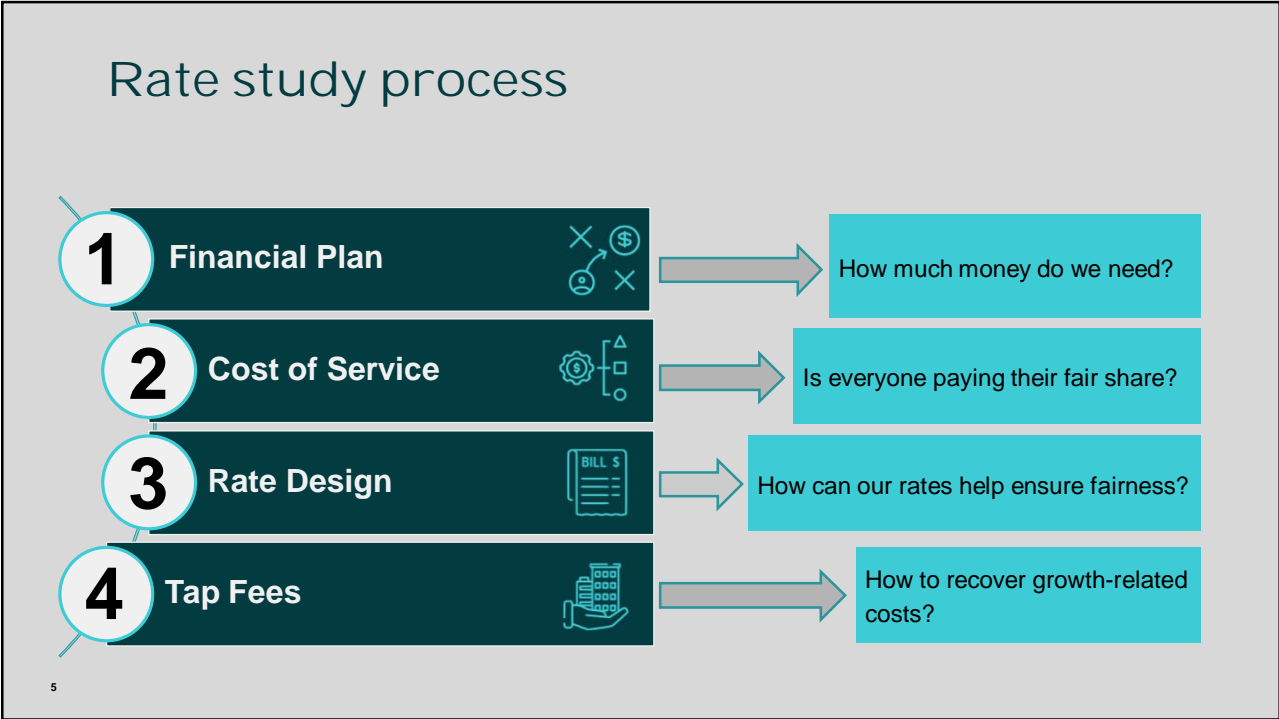 Rate study process
1
Financial Plan
How much money do we need?
2
Cost of Service
Is everyone paying their fair share?
3
Rate Design
BILL $
How can our rates help ensure fairness?
4
Tap Fees
How to recover growth-related
costs?
5